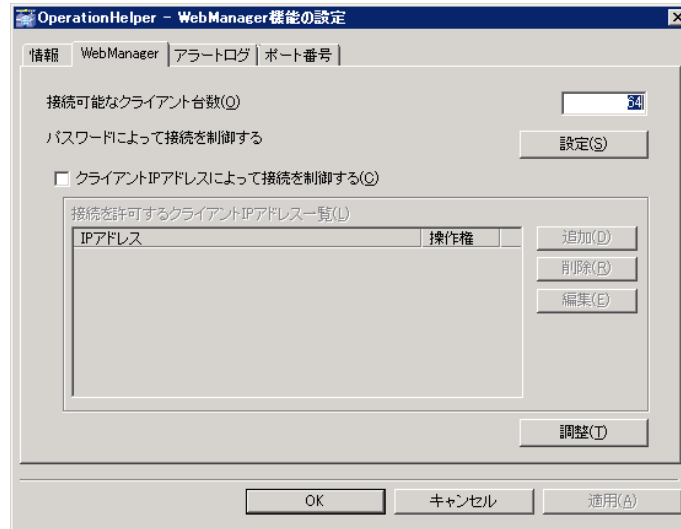 OperationHelper - WebManager機能の設定
情報 WebManager アラートログ ポート番号
接続可能なクライアント台数(O) 64
パスワードによって接続を制御する 設定(S)
クライアントIPアドレスによって接続を制御する(C)
接続を許可するクライアントIPアドレス一覧(L)
IPアドレス 操作権 追加(D)
削除(R)
編集(E)
調整(T)
OK キャンセル 適用(A)